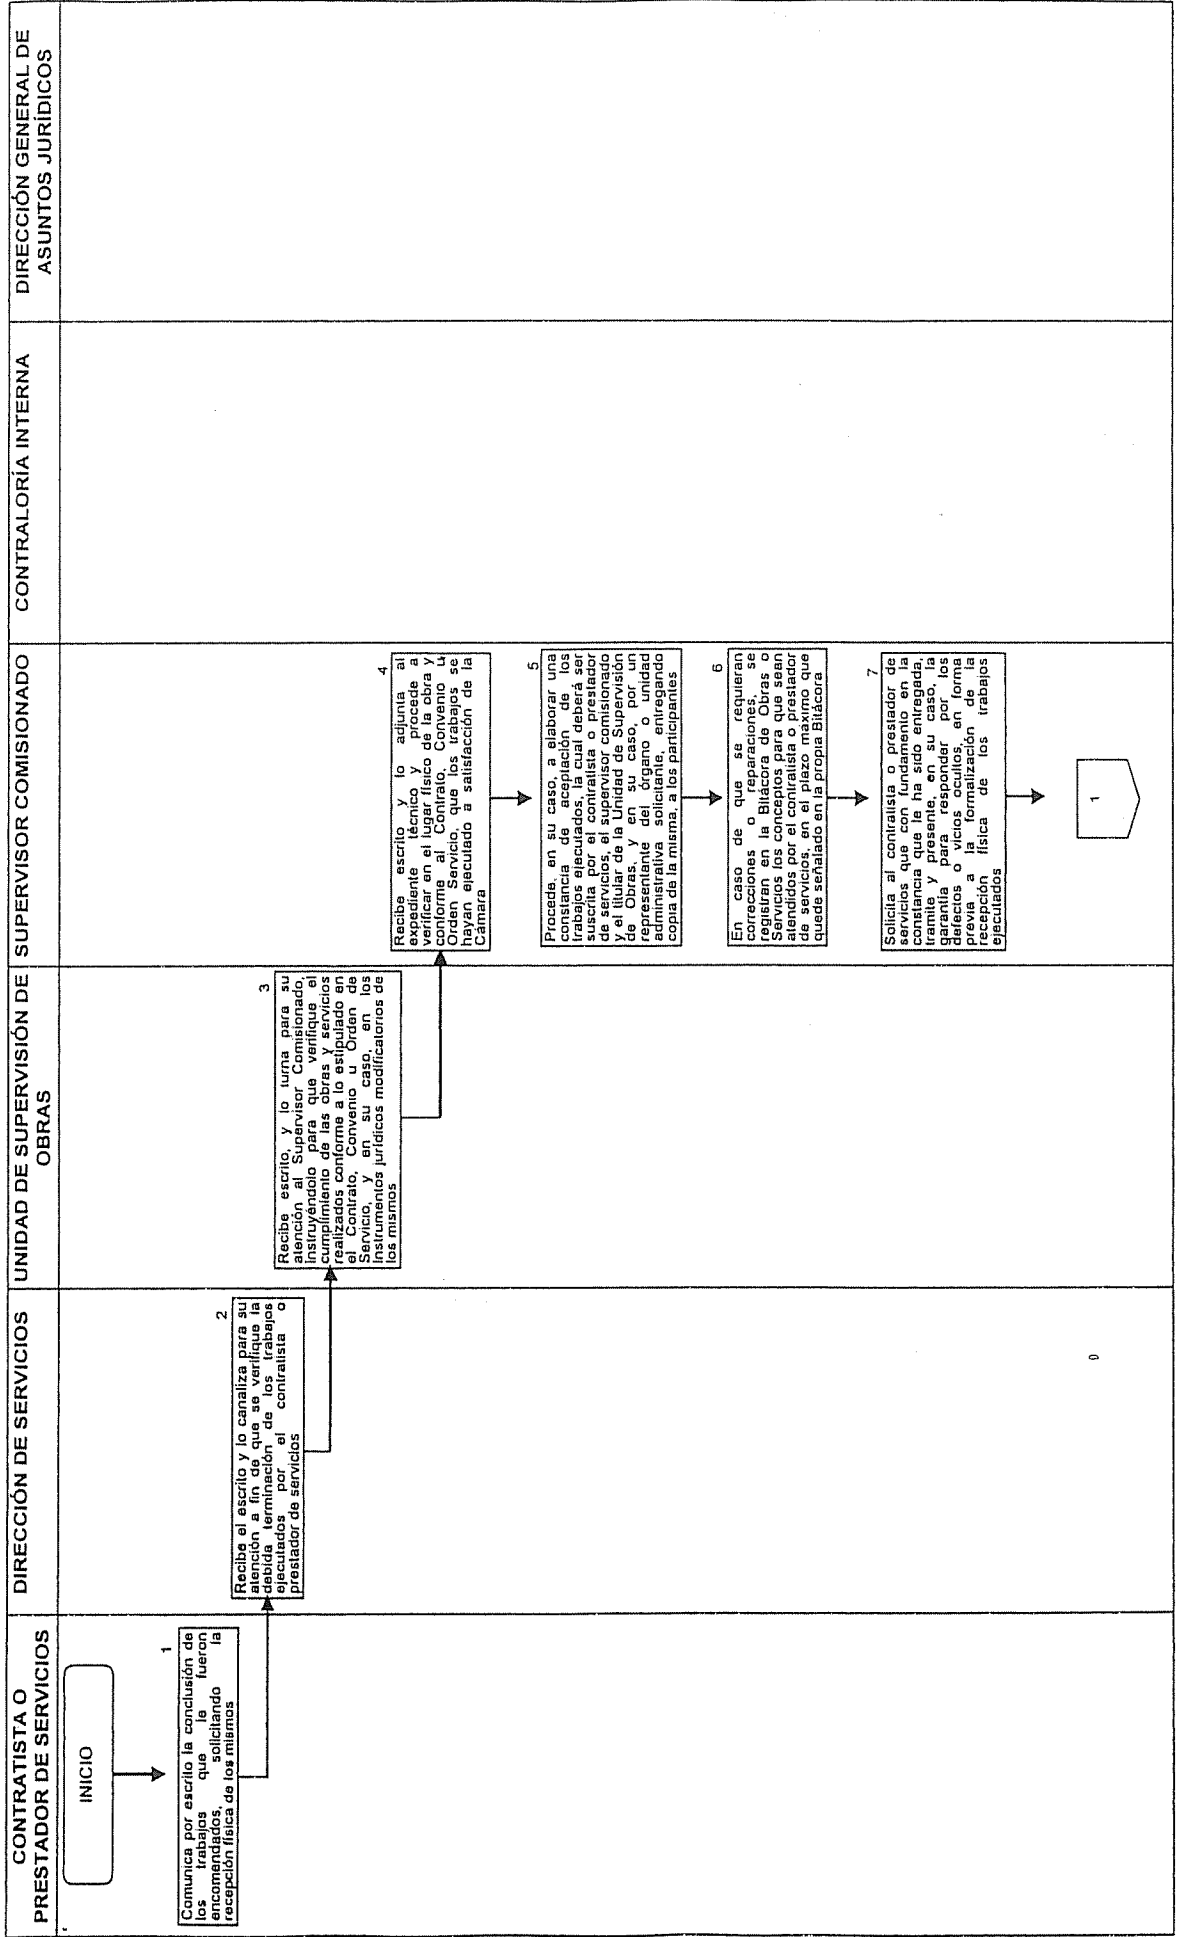 CONTRATISTA O
PRESTADOR DE SERVICIOS
DIRECCIÓN DE SERVICIOS
UNIDAD DE SUPERVISIÓN DE
OBRAS
SUPERVISOR COMISIONADO
CONTRALORÍA INTERNA
DIRECCIÓN GENERAL DE
ASUNTOS JURÍDICOS
INICIO
1
Comunica por escrito la conclusión de
los trabajos que le fueron
encomendados, solicitando la
recepción física de los mismos
2
Recibe el escrito y lo canaliza para su
atención a fin de que se verifique la
debida terminación de los trabajos
ejecutados por el contratista o
prestador de servicios
3
Recibe escrito, y lo turna para su
atención al Supervisor Comisionado,
instruyéndolo para que verifique el
cumplimiento de las obras y servicios
realizados conforme a lo estipulado en
el Contrato, Convenio u Orden de
Servicio, y en su caso, en los
Instrumentos jurídicos modificatorios de
los mismos
4
Recibe escrito y lo adjunta al
expediente técnico y procede a
verificar en el lugar físico de la obra y
conforme al Contrato, Convenio u
Orden Servicio, que los trabajos se
hayan ejecutado a satisfacción de la
Cámara
5
Procede, en su caso, a elaborar una
constancia de aceptación de los
trabajos ejecutados, la cual deberá ser
suscrita por el contratista o prestador
de servicios, el supervisor comisionado
y el titular de la Unidad de Supervisión
de Obras, y en su caso, por un
representante del órgano o unidad
administrativa solicitante, entregando
copia de la misma, a los participantes
6
En caso de que se requieran
correcciones o reparaciones, se
registran en la Bitácora de Obras o
Servicios los conceptos para que sean
atendidos por el contratista o prestador
de servicios, en el plazo máximo que
quede señalado en la propia Bitácora
7
Solicita al contratista o prestador de
servicios que con fundamento en la
constancia que le ha sido entregada,
tramite y presente, en su caso, la
garantía para responder por los
defectos o vicios ocultos, en forma
previa a la formalización de la
recepción física de los trabajos
ejecutados
1